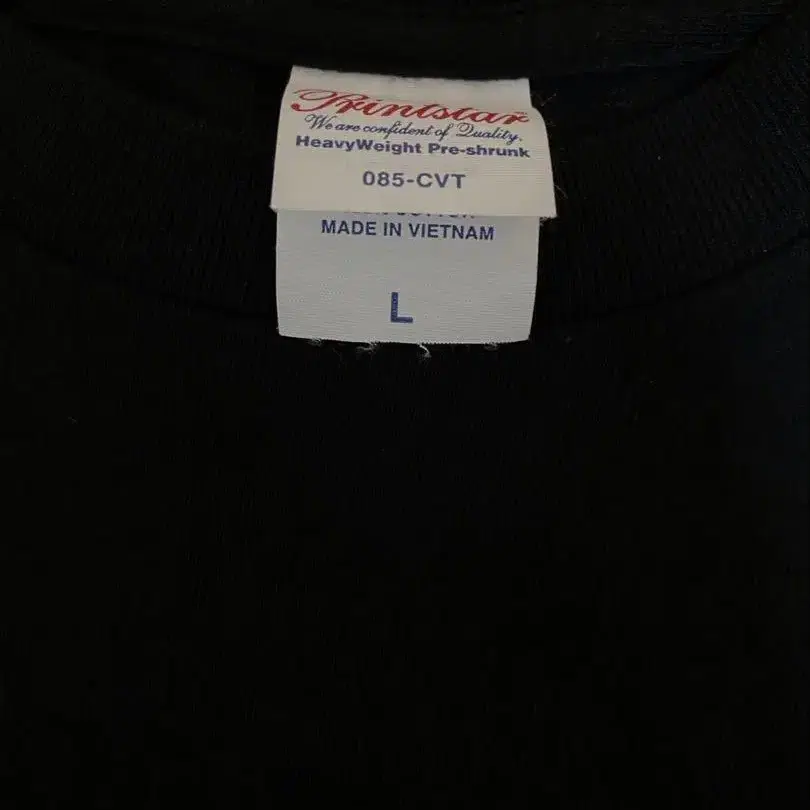 Printstar
We are confident of Quality.
HeavyWeight Pre-shrunk
085-CVT
MADE IN VIETNAM
L